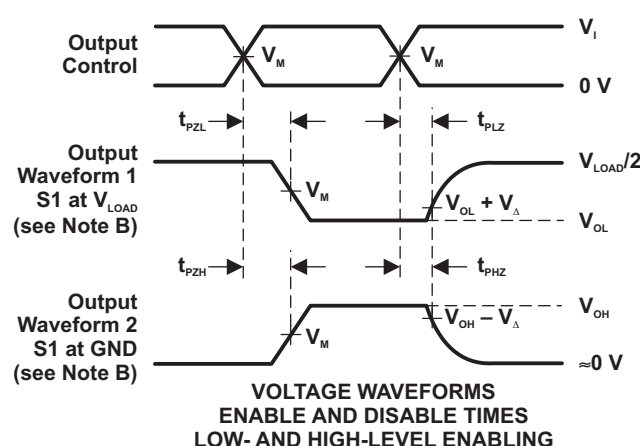 Output
Control
V_M
V_M
V_I
0 V
t_PZL
t_PLZ
Output
Waveform 1
S1 at V_LOAD
(see Note B)
V_M
V_OL + V_Δ
V_LOAD/2
V_OL
t_PZH
t_PHZ
Output
Waveform 2
S1 at GND
(see Note B)
V_M
V_OH – V_Δ
V_OH
≈0 V
VOLTAGE WAVEFORMS
ENABLE AND DISABLE TIMES
LOW- AND HIGH-LEVEL ENABLING